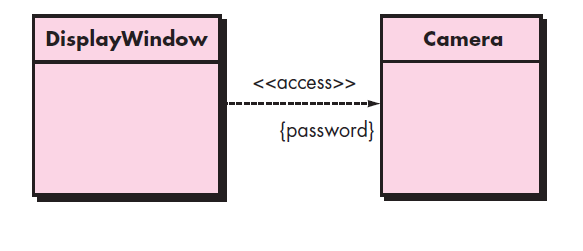 DisplayWindow
Camera
<<access>>
{password}